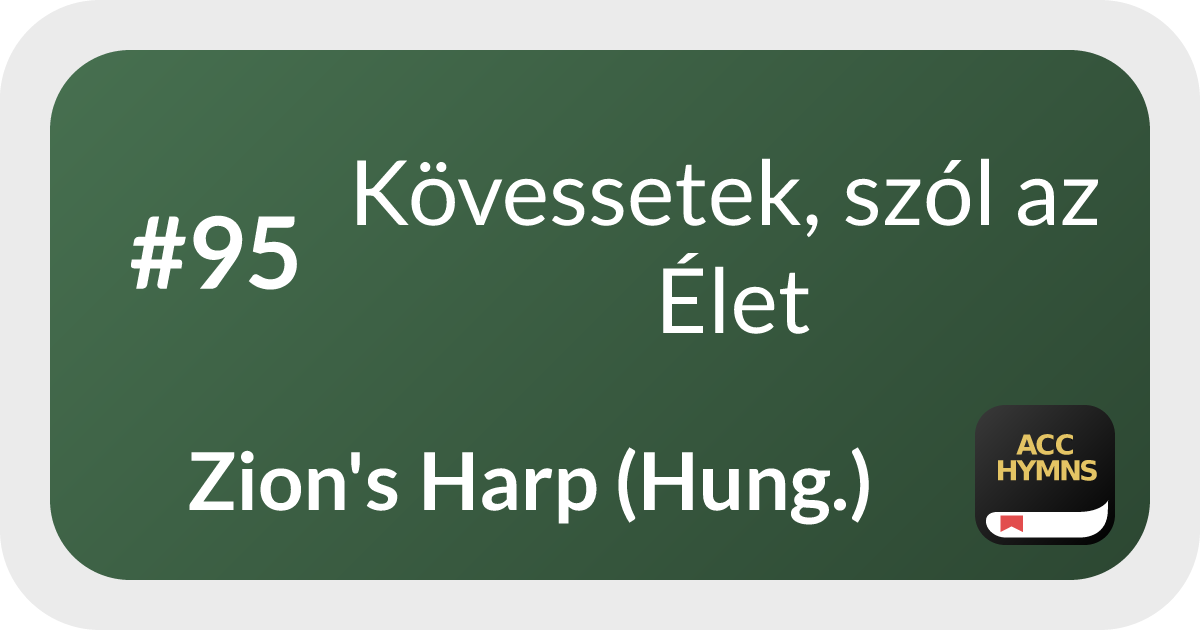 #95
Kövessetek, szól az
Élet
Zion's Harp (Hung.)
ACC
HYMNS